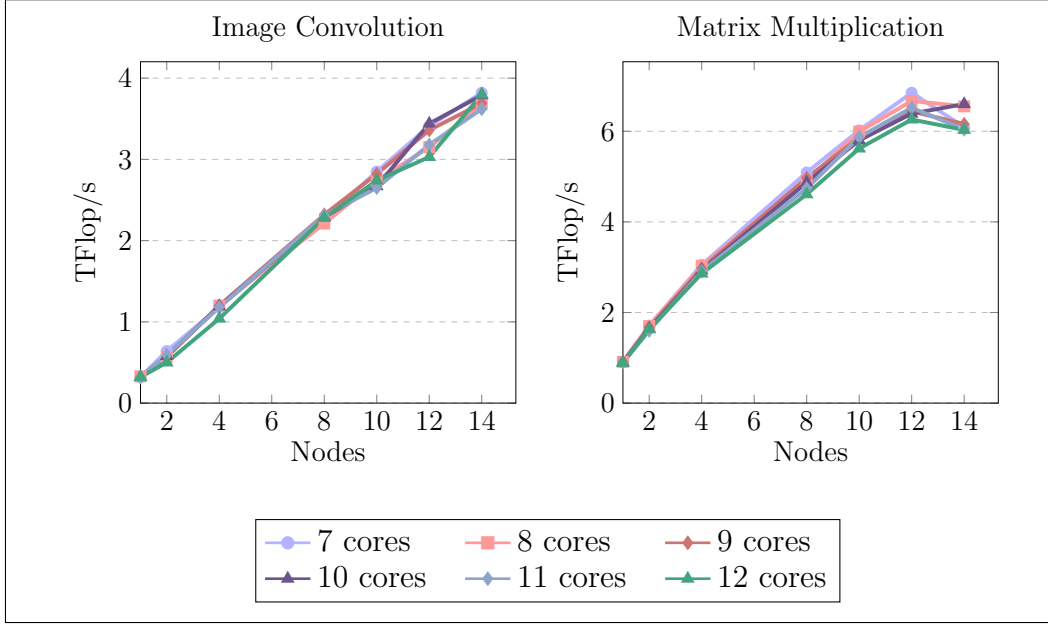 Image Convolution
TFlop/s
4
3
2
1
0
2 4 6 8 10 12 14
Nodes
Matrix Multiplication
TFlop/s
6
4
2
0
2 4 6 8 10 12 14
Nodes
7 cores 8 cores 9 cores
10 cores 11 cores 12 cores